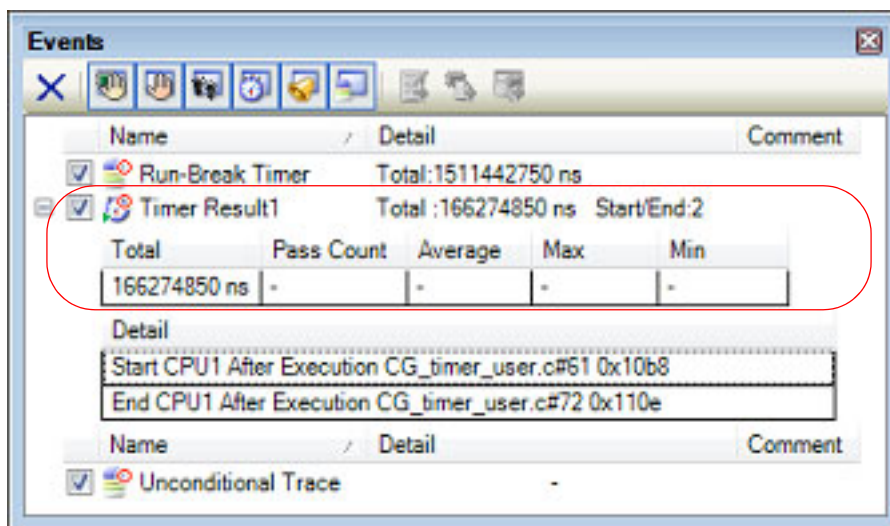 Events
Name / Detail Comment
Run-Break Timer Total:1511442750 ns
Timer Result1 Total :166274850 ns Start/End:2
Total Pass Count Average Max Min
166274850 ns - - - -
Detail
Start CPU1 After Execution CG_timer_user.c#61 0x10b8
End CPU1 After Execution CG_timer_user.c#72 0x110e
Name / Detail Comment
Unconditional Trace -